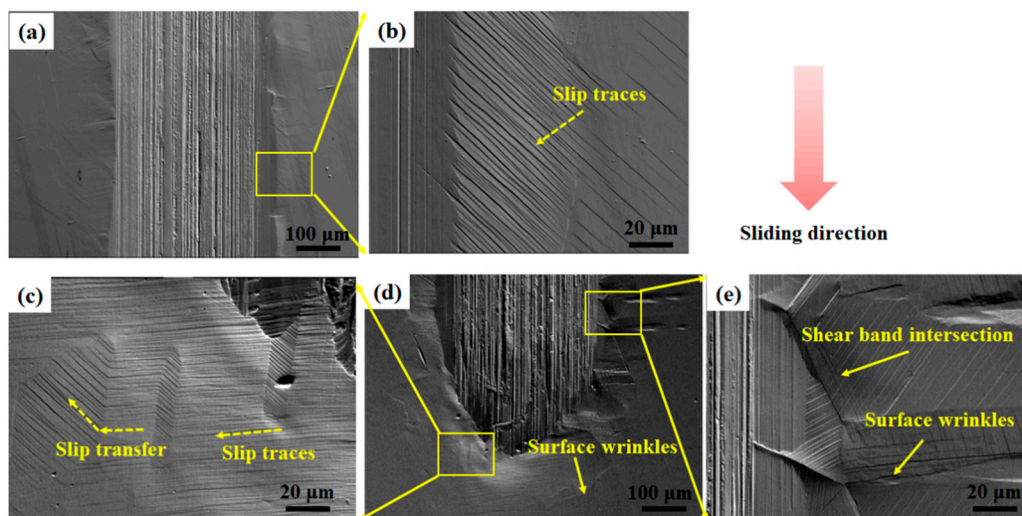 (a)
100 μm
(b)
Slip traces
20 μm
Sliding direction
(c)
Slip transfer
Slip traces
20 μm
(d)
Surface wrinkles
100 μm
(e)
Shear band intersection
Surface wrinkles
20 μm